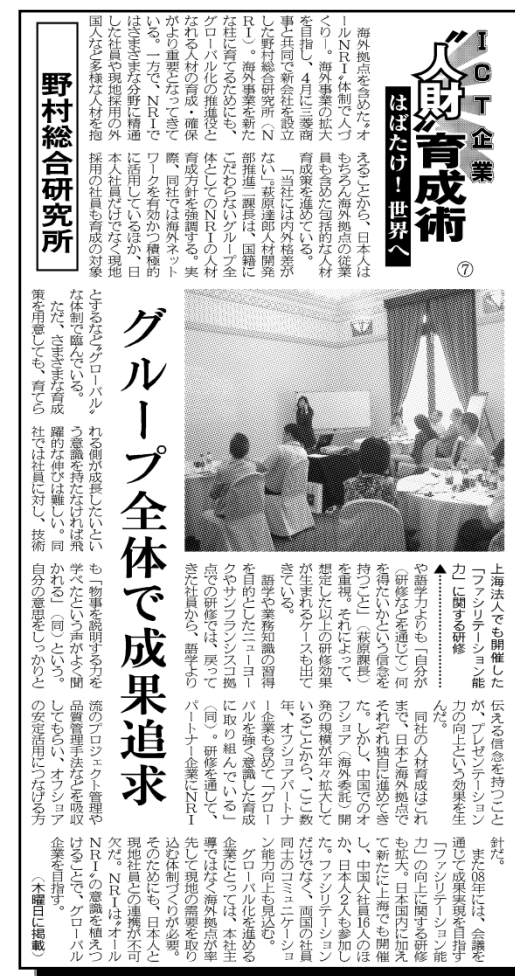 ICT企業
〝人財〟育成術
はばたけ！世界へ
⑦
野村総合研究所
海外拠点を含めた〝オ
ールNRI〟体制で人づ
くり―。海外事業の拡大
を目指し、4月に三菱商
事と共同で新会社を設立
した野村総合研究所（N
RI）。海外事業を新た
な柱に育てるためにも、
グローバル化の推進役と
なれる人材の育成・確保
がより重要となってきて
いる。一方で、NRIで
はさまざまな分野に精通
した社員や現地採用の外
国人など多様な人材を抱
えることから、日本人は
もちろん海外拠点の従業
員も含めた包括的な人材
育成策を進めている。
「当社には内外格差が
ない」。萩原達郎人材開発
部推進二課長は、国籍に
こだわらないグループ全
体としてのNRIの人材
育成方針を強調する。実
際、同社では海外ネット
ワークを有効かつ積極的
に活用しているほか、日
本人社員だけでなく現地
採用の社員も育成の対象
とするなど〝グローバル〟
な体制で臨んでいる。
ただ、さまざまな育成
策を用意しても、育てら
れる側が成長したいとい
う意識を持たなければ飛
躍的な伸びは難しい。同
社では社員に対し、技術
グループ全体で成果追求
上海法人でも開催した
「ファシリテーション能
力」に関する研修
▲
や語学力よりも「自分が
（研修などを通じて）何
を得たいかという信念を
持つこと」（萩原課長）
を重視。それによって、
想定した以上の研修効果
が生まれるケースも出て
きている。
語学や業務知識の習得
を目的としたニューヨー
クやサンフランシスコ拠
点での研修では、戻って
きた社員から、語学より
も「物事を説明する力を
学べたという声がよく聞
かれる」（同）という。
自分の意思をしっかりと
伝える信念を持つこと
が、プレゼンテーション
力の向上という効果を生
んだ。
同社の人材育成はこれ
まで、日本と海外拠点で
それぞれ独自に進めてき
た。しかし、中国でのオ
フショア（海外委託）開
発の規模が年々拡大して
いることから、ここ数
年、オフショアパートナ
ー企業も含めて「グロー
バルを強く意識した育成
に取り組んでいる」
（同）。研修を通して、
パートナー企業にNRI
流のプロジェクト管理や
品質管理手法などを吸収
してもらい、オフショア
の安定活用につなげる方
針だ。
また08年には、会議を
通じて成果実現を目指す
「ファシリテーション能
力」の向上に関する研修
も拡大。日本国内に加え
て新たに上海でも開催
し、中国人社員16人のほ
か、日本人2人も参加し
た。ファシリテーション
だけでなく、両国の社員
同士のコミュニケーショ
ン能力向上も見込む。
グローバル化を進める
企業にとっては、本社主
導ではなく海外拠点が率
先して現地の需要を取り
込む体制づくりが必要。
そのためにも、日本人と
現地社員との連携が不可
欠だ。NRIは〝オール
NRI〟の意識を植えつ
けることで、グローバル
企業を目指す。
（木曜日に掲載）